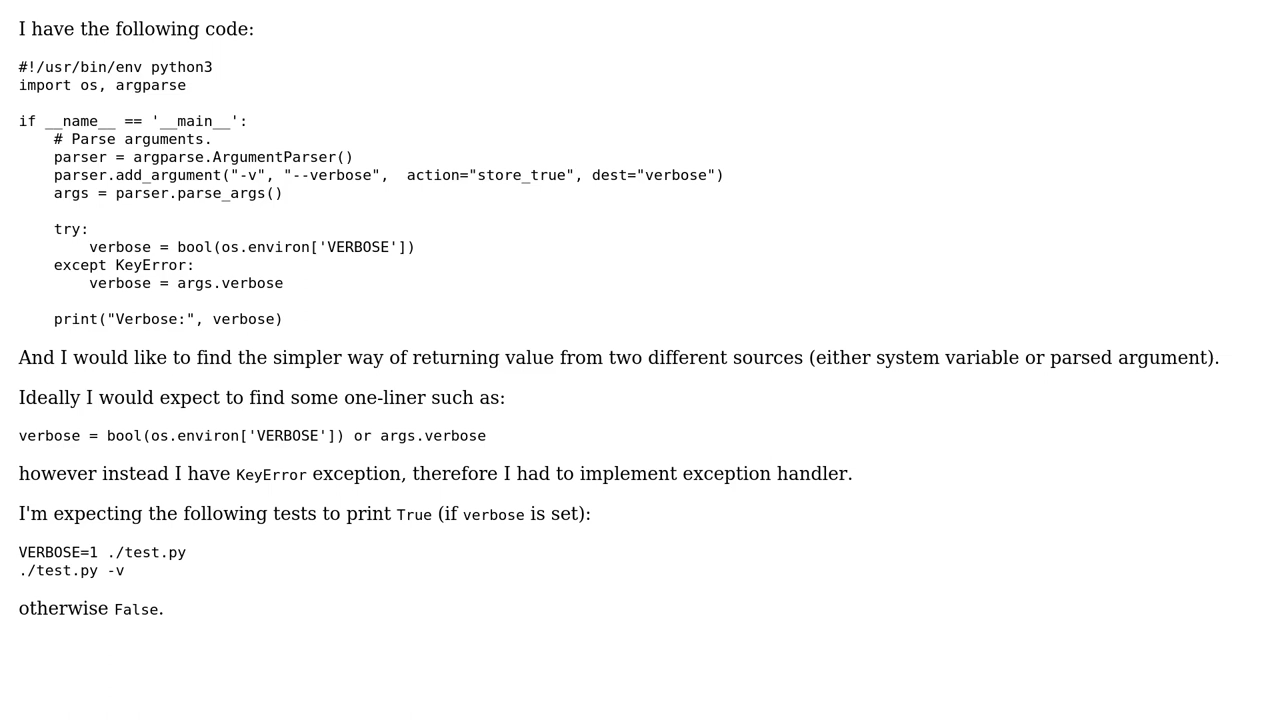 I have the following code:
#!/usr/bin/env python3
import os, argparse

if __name__ == '__main__':
    # Parse arguments.
    parser = argparse.ArgumentParser()
    parser.add_argument("-v", "--verbose",  action="store_true", dest="verbose")
    args = parser.parse_args()

    try:
        verbose = bool(os.environ['VERBOSE'])
    except KeyError:
        verbose = args.verbose

    print("Verbose:", verbose)
And I would like to find the simpler way of returning value from two different sources (either system variable or parsed argument).
Ideally I would expect to find some one-liner such as:
verbose = bool(os.environ['VERBOSE']) or args.verbose
however instead I have KeyError exception, therefore I had to implement exception handler.
I'm expecting the following tests to print True (if verbose is set):
VERBOSE=1 ./test.py
./test.py -v
otherwise False.